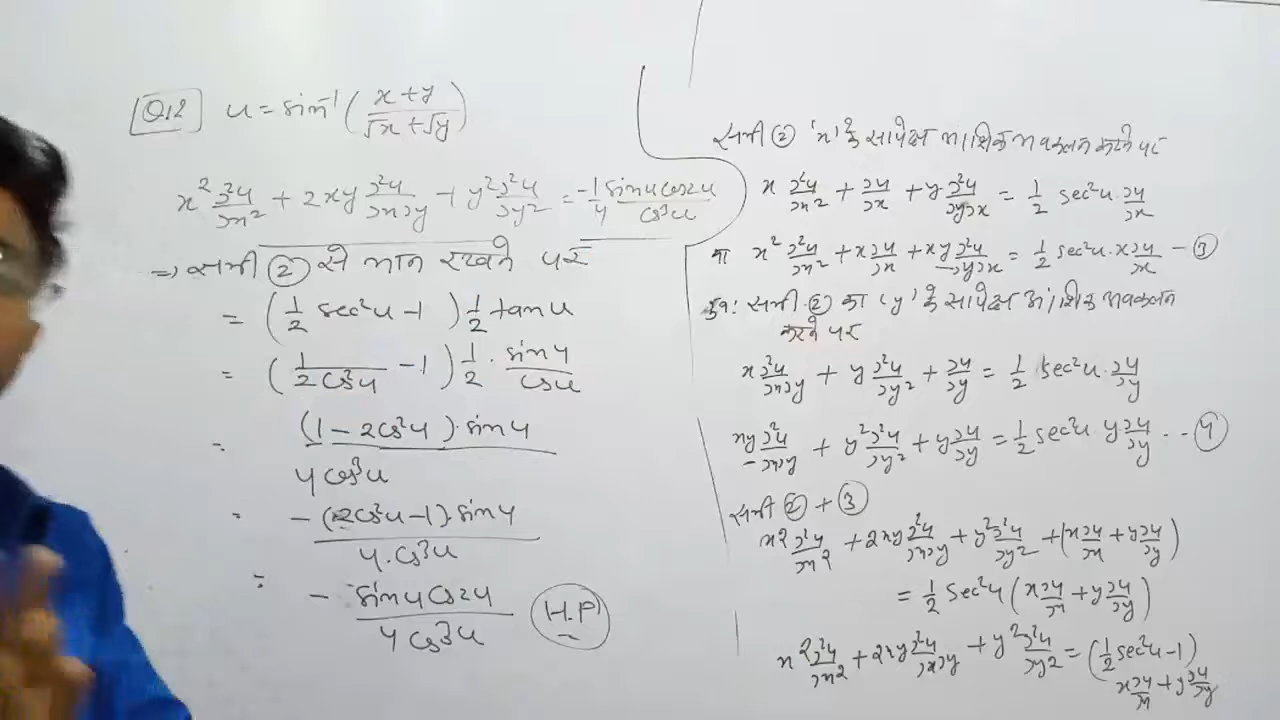 Q12 u = sin⁻¹ (x+y / √x+√y)
x² ∂²u/∂x² + 2xy ∂²u/∂x∂y + y² ∂²u/∂y² = -1/4 sinu cos2u / cos³u
⇒ समी ② से मान रखने पर
= (1/2 sec²u - 1) 1/2 tanu
= (1/2cos²u - 1) 1/2 · sinu/cosu
= (1 - 2cos²u)·sinu / 4cos³u
= -(2cos²u-1)·sinu / 4·cos³u
= - sinu cos2u / 4cos³u H.P
समी ② 'x' के सापेक्ष आंशिक अवकलन करने पर
x ∂²u/∂x² + ∂u/∂x + y ∂²u/∂y∂x = 1/2 sec²u · ∂u/∂x
या x² ∂²u/∂x² + x ∂u/∂x + xy ∂²u/∂y∂x = 1/2 sec²u · x ∂u/∂x - ③
पुनः समी ② का 'y' के सापेक्ष आंशिक अवकलन
करने पर
x ∂²u/∂x∂y + y ∂²u/∂y² + ∂u/∂y = 1/2 sec²u · ∂u/∂y
xy ∂²u/∂x∂y + y² ∂²u/∂y² + y ∂u/∂y = 1/2 sec²u · y ∂u/∂y -- ④
समी ② + ③
x² ∂²u/∂x² + 2xy ∂²u/∂x∂y + y² ∂²u/∂y² + (x ∂u/∂x + y ∂u/∂y)
= 1/2 sec²u (x ∂u/∂x + y ∂u/∂y)
x² ∂²u/∂x² + 2xy ∂²u/∂x∂y + y² ∂²u/∂y² = (1/2 sec²u - 1)
x ∂u/∂x + y ∂u/∂y